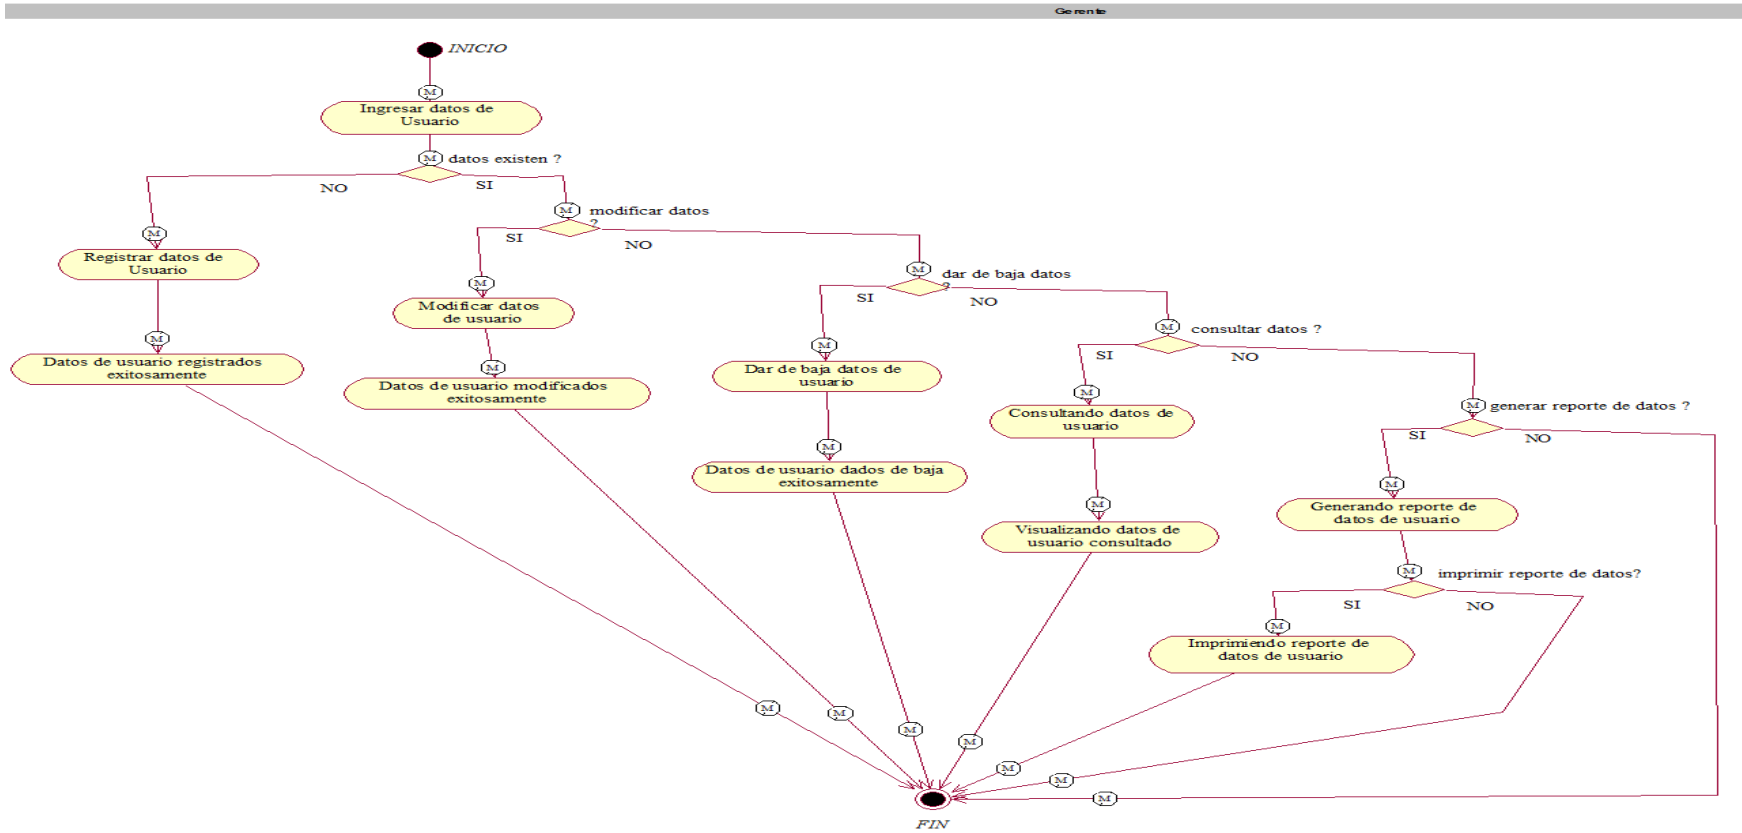 Gerente
INICIO
M
Ingresar datos de
Usuario
M
datos existen ?
NO
SI
M
modificar datos
?
SI
NO
M
Registrar datos de
Usuario
M
dar de baja datos
?
SI
NO
M
Modificar datos
de usuario
M
consultar datos ?
SI
NO
M
Datos de usuario registrados
exitosamente
M
Dar de baja datos de
usuario
M
Datos de usuario modificados
exitosamente
M
Consultando datos de
usuario
M
generar reporte de datos ?
SI
NO
M
Datos de usuario dados de baja
exitosamente
M
Generando reporte de
datos de usuario
M
Visualizando datos de
usuario consultado
M
imprimir reporte de datos?
SI
NO
M
Imprimiendo reporte de
datos de usuario
M
M
M
M
M
M
M
FIN